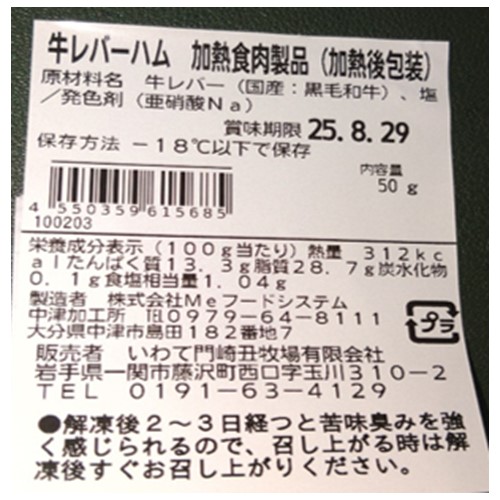 牛レバーハム 加熱食肉製品（加熱後包装）
原材料名 牛レバー（国産：黒毛和牛）、塩
／発色剤（亜硝酸Ｎａ）
賞味期限 25.8.29
保存方法 －１８℃以下で保存
内容量
50ｇ
4 550359 615685
100203
栄養成分表示（１００ｇ当たり）熱量 ３１２ｋｃ
ａｌたんぱく質１３．３ｇ脂質２８．７ｇ炭水化物
０．１ｇ食塩相当量１．０４ｇ
製造者 株式会社Ｍｅフードシステム
中津加工所 ℡０９７９－６４－８１１１
大分県中津市島田１８２番地７
プラ
販売者 いわて門崎丑牧場有限会社
岩手県一関市藤沢町西口字玉川３１０－２
ＴＥＬ ０１９１－６３－４１２９
●解凍後２～３日経つと苦味臭みを強
く感じられるので、召し上がる時は解
凍後すぐお召し上がりください。